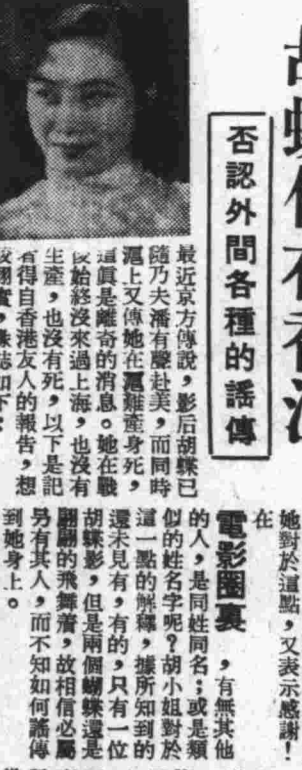 胡蝶仍在香港
否認外間各種的謠傳
最近京方傳說，影后胡蝶已
隨乃夫潘有聲赴美，而同時
滬上又傳她在滬難產身死，
這眞是離奇的消息。她在戰
後始終沒來過上海，也沒有
生產，也沒有死，以下是記
者得自香港友人的報告，想
較翔實，
她對於這點，又表示感謝！
在
電影圈裏，有無其他
的人，是同姓同名；或是類
似的姓名字呢？胡小姐對於
這一點的解釋，據所知到的
還未見有，有的，只有一位
胡蝶影，但是兩個蝴蝶還是
翩翩的飛舞着，故相信必屬
另有其人，而不知如何謠傳
到她身上。